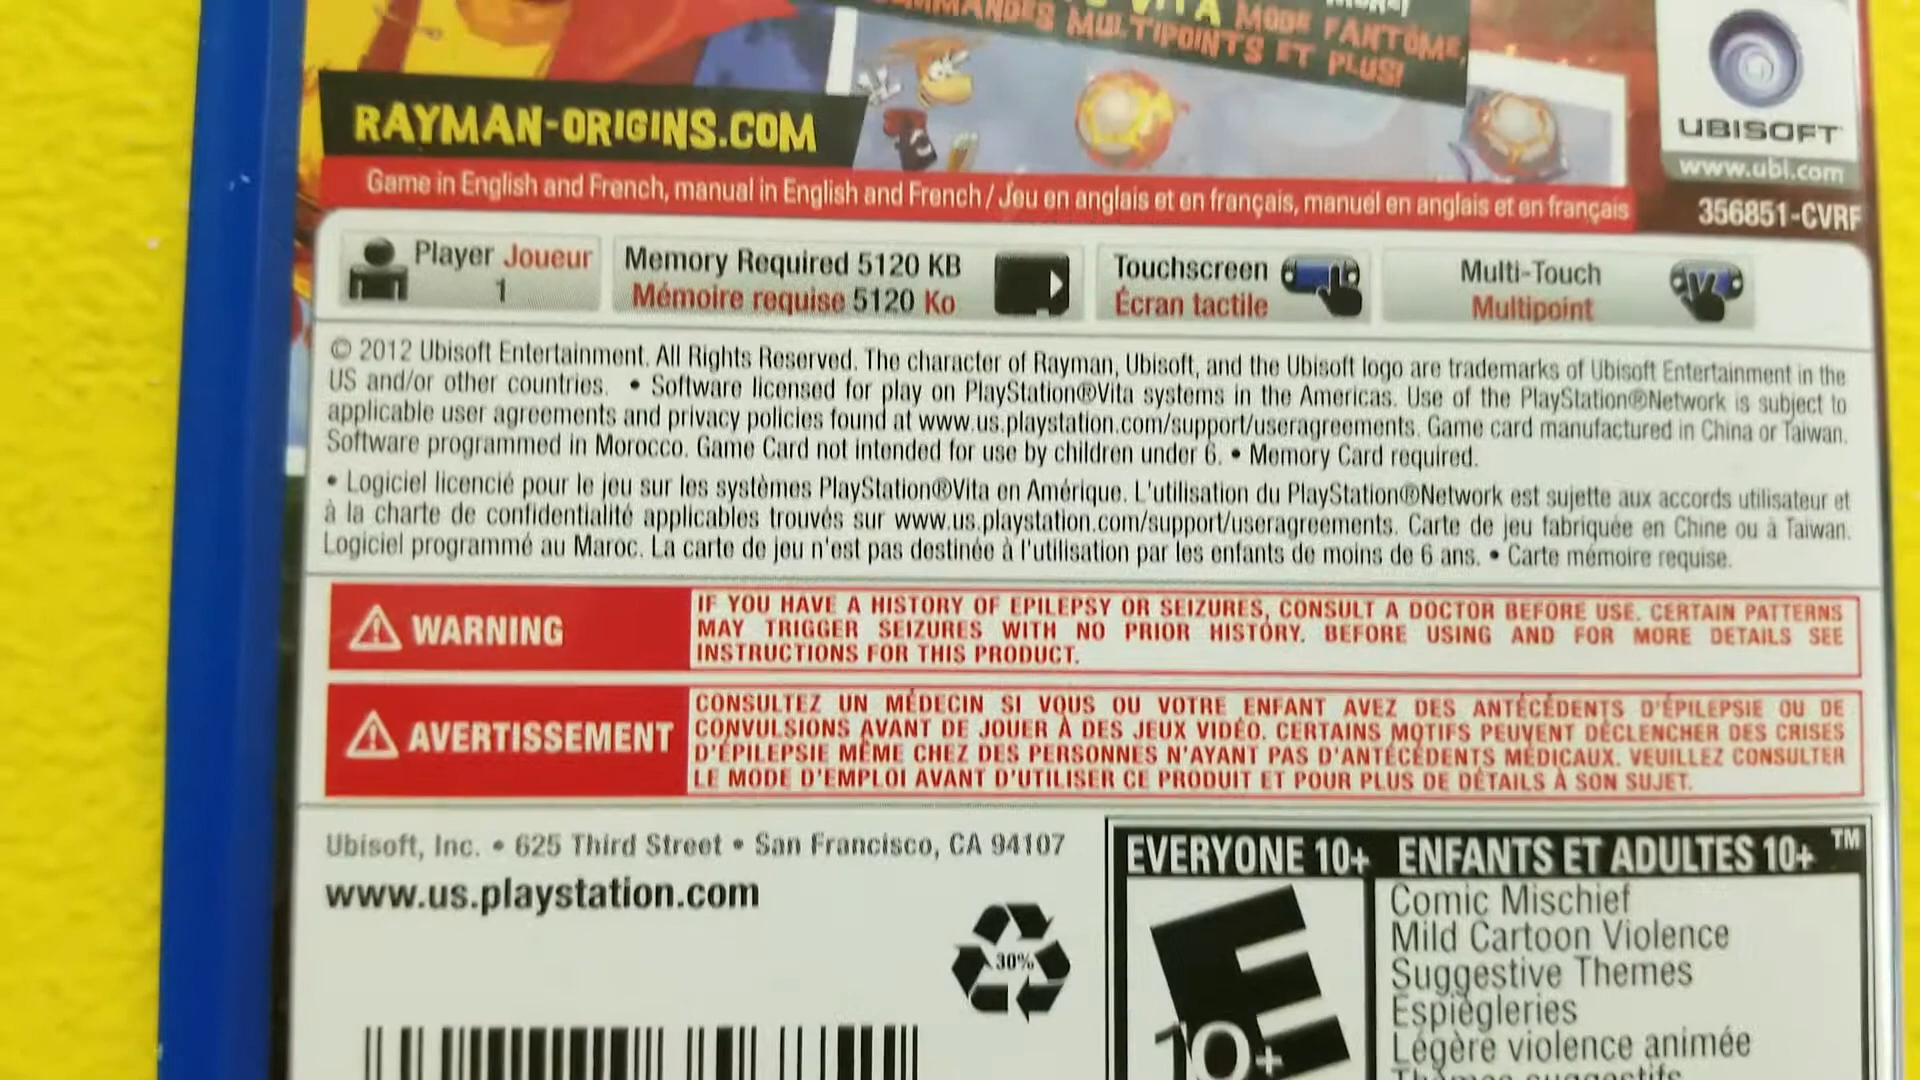 VITA MODE FANTÔME,
COMMANDES MULTIPOINTS ET PLUS!
RAYMAN-ORIGINS.COM
UBISOFT
www.ubi.com
Game in English and French, manual in English and French / Jeu en anglais et en français, manuel en anglais et en français
356851-CVRF
Player Joueur
1
Memory Required 5120 KB
Mémoire requise 5120 Ko
Touchscreen
Écran tactile
Multi-Touch
Multipoint
© 2012 Ubisoft Entertainment. All Rights Reserved. The character of Rayman, Ubisoft, and the Ubisoft logo are trademarks of Ubisoft Entertainment in the
US and/or other countries. • Software licensed for play on PlayStation®Vita systems in the Americas. Use of the PlayStation®Network is subject to
applicable user agreements and privacy policies found at www.us.playstation.com/support/useragreements. Game card manufactured in China or Taiwan.
Software programmed in Morocco. Game Card not intended for use by children under 6. • Memory Card required.
• Logiciel licencié pour le jeu sur les systèmes PlayStation®Vita en Amérique. L'utilisation du PlayStation®Network est sujette aux accords utilisateur et
à la charte de confidentialité applicables trouvés sur www.us.playstation.com/support/useragreements. Carte de jeu fabriquée en Chine ou à Taiwan.
Logiciel programmé au Maroc. La carte de jeu n'est pas destinée à l'utilisation par les enfants de moins de 6 ans. • Carte mémoire requise.
WARNING
IF YOU HAVE A HISTORY OF EPILEPSY OR SEIZURES, CONSULT A DOCTOR BEFORE USE. CERTAIN PATTERNS
MAY TRIGGER SEIZURES WITH NO PRIOR HISTORY. BEFORE USING AND FOR MORE DETAILS SEE
INSTRUCTIONS FOR THIS PRODUCT.
AVERTISSEMENT
CONSULTEZ UN MÉDECIN SI VOUS OU VOTRE ENFANT AVEZ DES ANTÉCÉDENTS D'ÉPILEPSIE OU DE
CONVULSIONS AVANT DE JOUER À DES JEUX VIDÉO. CERTAINS MOTIFS PEUVENT DÉCLENCHER DES CRISES
D'ÉPILEPSIE MÊME CHEZ DES PERSONNES N'AYANT PAS D'ANTÉCÉDENTS MÉDICAUX. VEUILLEZ CONSULTER
LE MODE D'EMPLOI AVANT D'UTILISER CE PRODUIT ET POUR PLUS DE DÉTAILS À SON SUJET.
Ubisoft, Inc. • 625 Third Street • San Francisco, CA 94107
www.us.playstation.com
30%
EVERYONE 10+ ENFANTS ET ADULTES 10+ ™
E
10+
Comic Mischief
Mild Cartoon Violence
Suggestive Themes
Espiègleries
Légère violence animée
Thèmes suggestifs